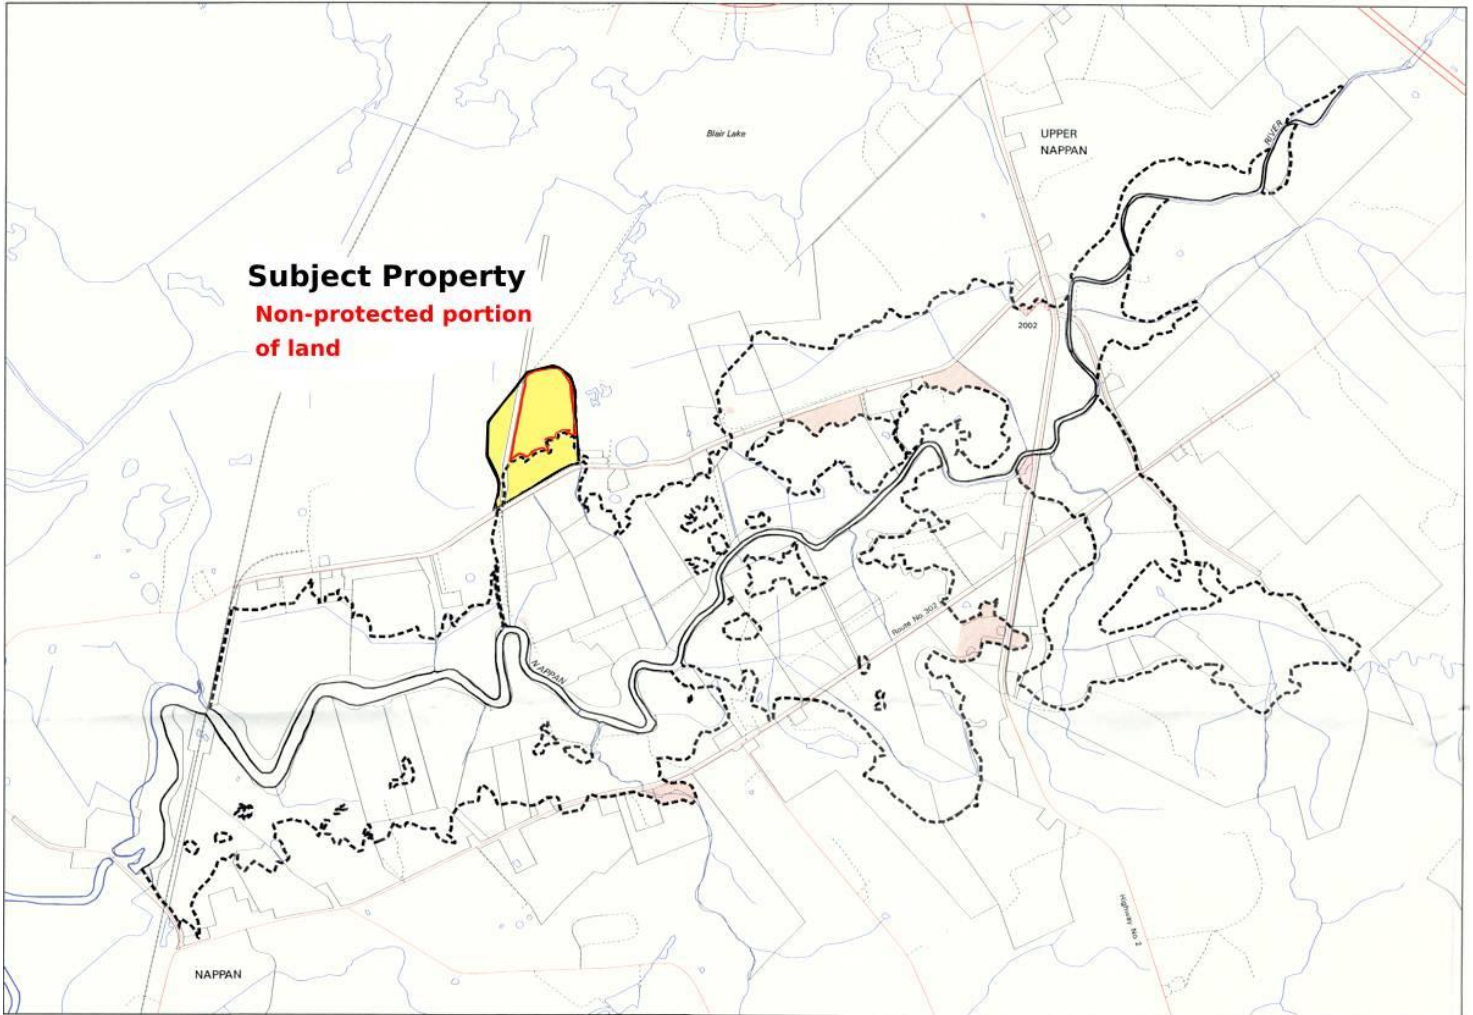 Blair Lake
UPPER
NAPPAN
RIVER
Subject Property
Non-protected portion
of land
2002
Route No. 302
NAPPAN
Highway No. 2
NAPPAN